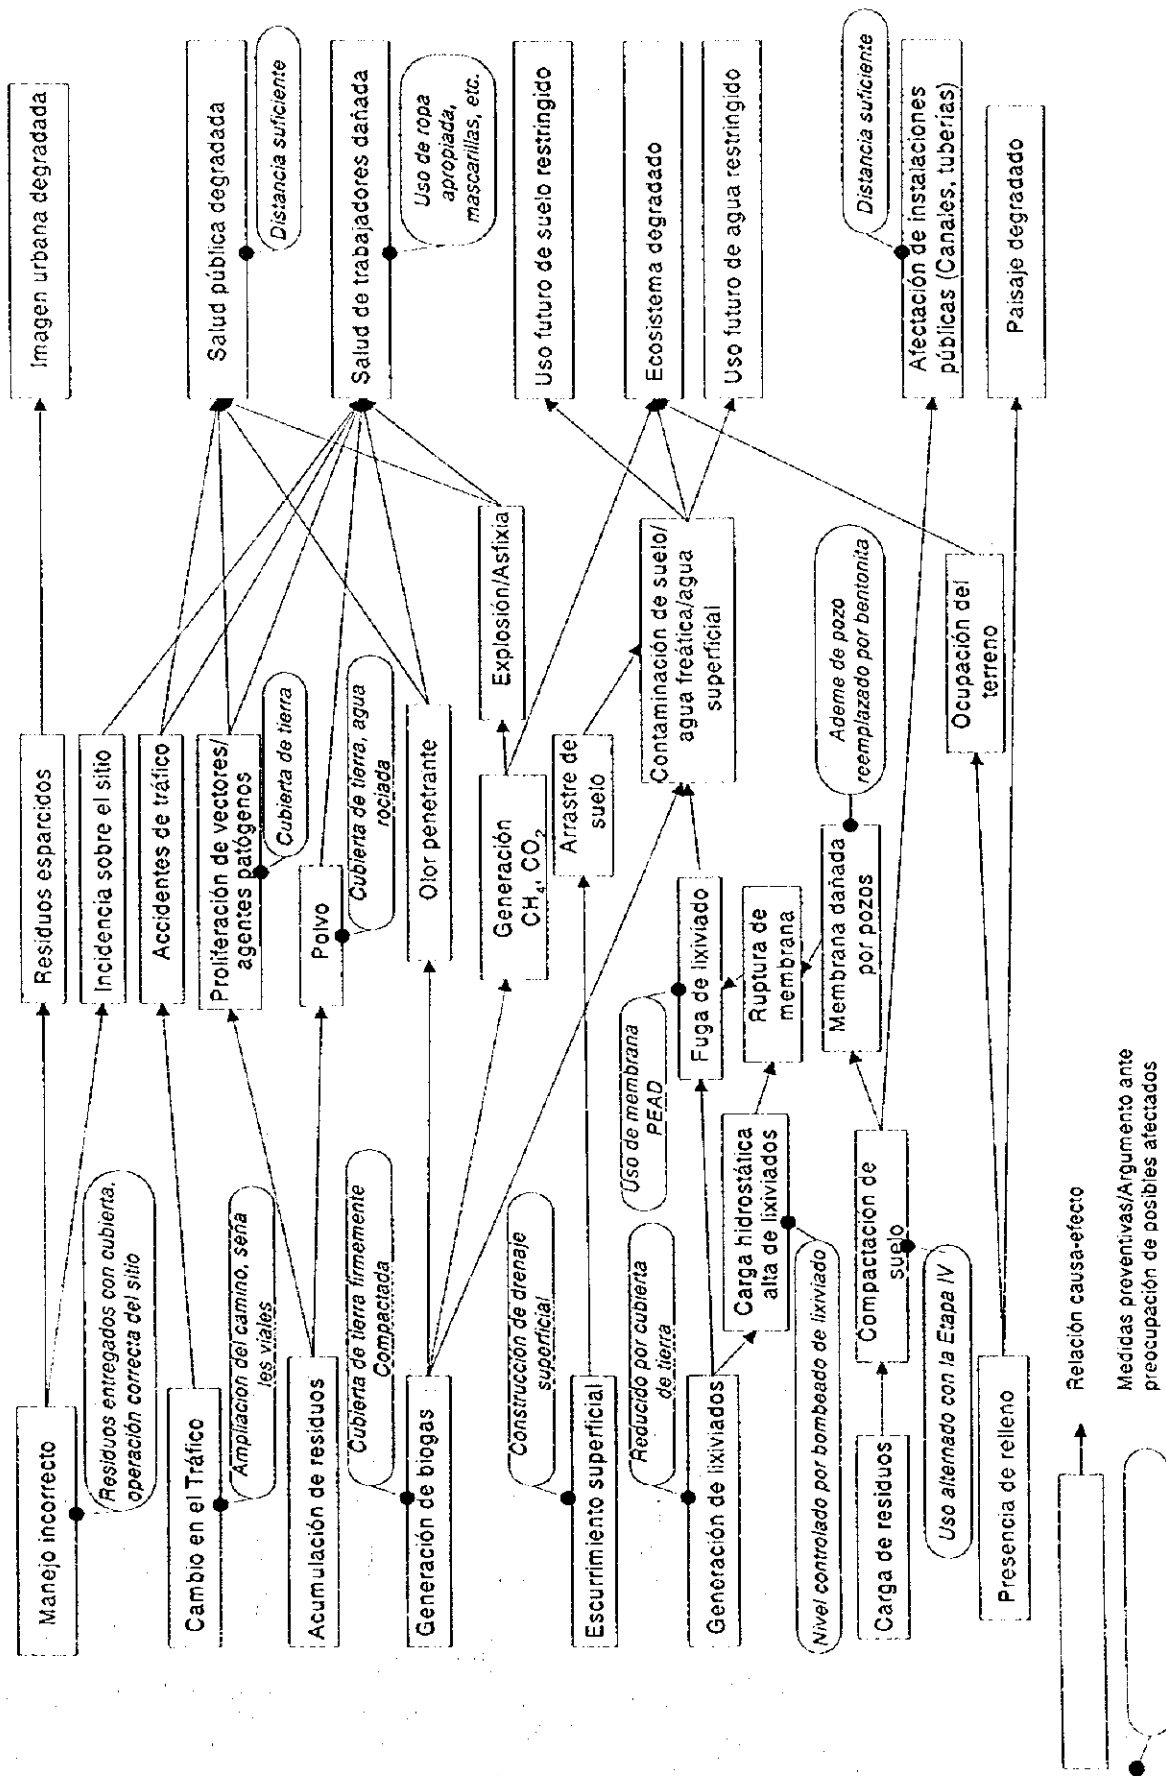 Manejo incorrecto
Residuos entregados con cubierta,
operación correcta del sitio
Cambio en el Tráfico
Ampliación del camino, seña
les viales
Acumulación de residuos
Cubierta de tierra firmemente
Compactada
Generación de biogas
Construcción de drenaje
superficial
Escurrimiento superficial
Reducido por cubierta
de tierra
Generación de lixiviados
Carga hidrostática
alta de lixiviados
Nivel controlado por bombeado de lixiviado
Carga de residuos
Compactación de
suelo
Uso alternado con la Etapa IV
Presencia de relleno
Residuos esparcidos
Incidencia sobre el sitio
Accidentes de tráfico
Proliferación de vectores/
agentes patógenos
Cubierta de tierra
Polvo
Cubierta de tierra, agua
rociada
Olor penetrante
Generación
CH₄, CO₂
Explosión/Asfixia
Arrastre de
suelo
Contaminación de suelo/
agua freática/agua
superficial
Uso de membrana
PEAD
Fuga de lixiviado
Ruptura de
membrana
Membrana dañada
por pozos
Ademe de pozo
reemplazado por bentonita
Ocupación del
terreno
Imagen urbana degradada
Salud pública degradada
Distancia suficiente
Salud de trabajadores dañada
Uso de ropa
apropiada,
mascarillas, etc.
Uso futuro de suelo restringido
Ecosistema degradado
Uso futuro de agua restringido
Distancia suficiente
Afectación de instalaciones
públicas (Canales, tuberías)
Paisaje degradado
Relación causa-efecto
Medidas preventivas/Argumento ante
preocupación de posibles afectados